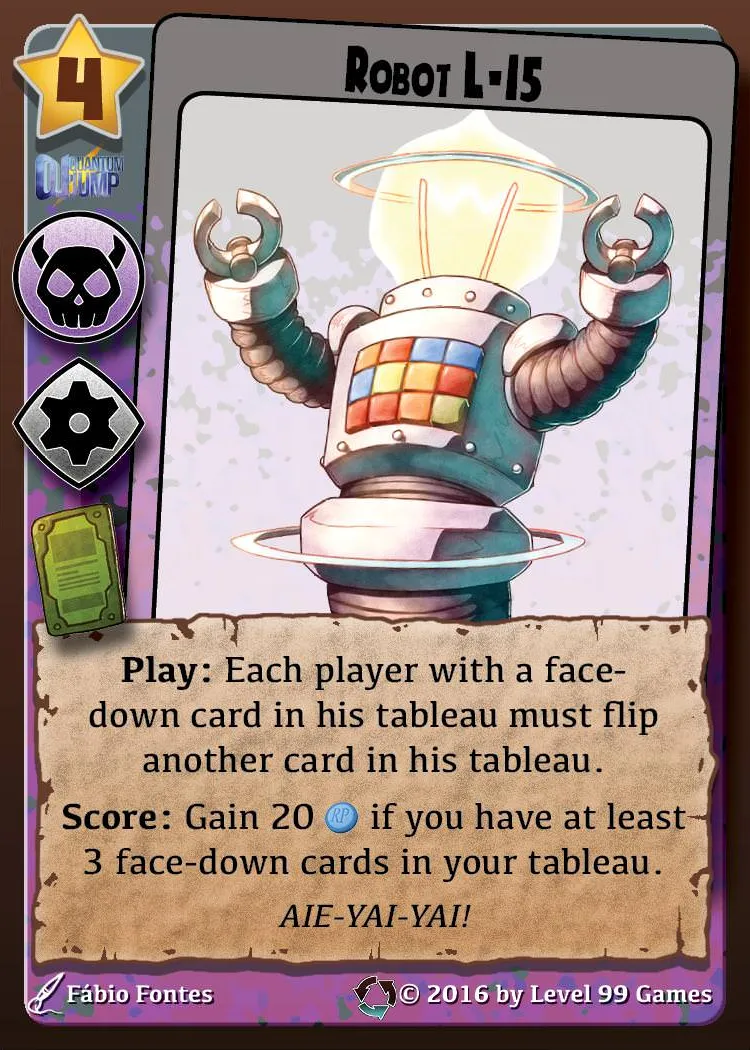 4
ROBOT L-15
QUANTUM
JUMP
Play: Each player with a face-
down card in his tableau must flip
another card in his tableau.
Score: Gain 20 RP if you have at least
3 face-down cards in your tableau.
AIE-YAI-YAI!
Fábio Fontes
© 2016 by Level 99 Games